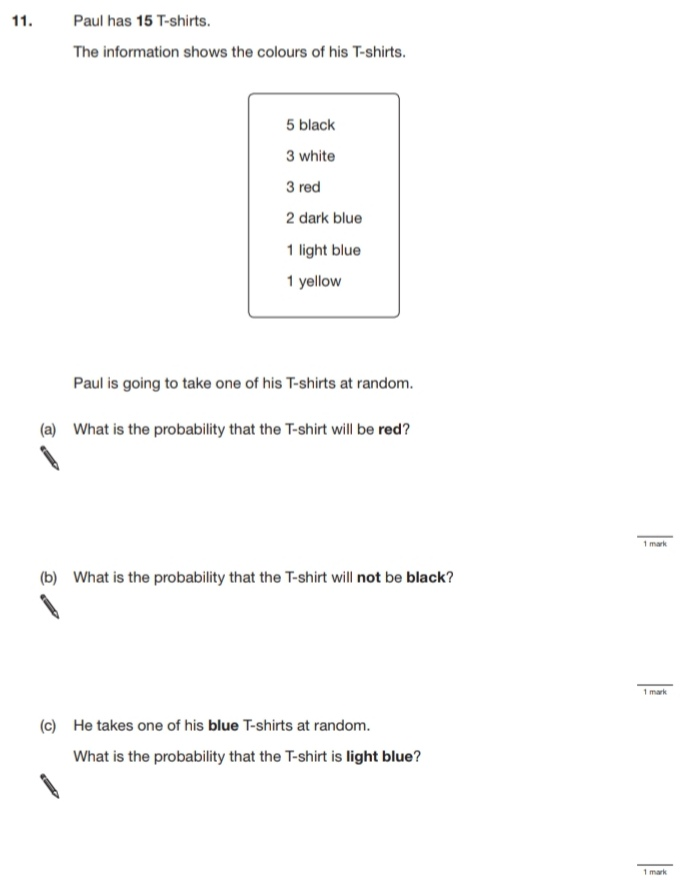 11. Paul has 15 T-shirts.
The information shows the colours of his T-shirts.
5 black
3 white
3 red
2 dark blue
1 light blue
1 yellow
Paul is going to take one of his T-shirts at random.
(a) What is the probability that the T-shirt will be red?
1 mark
(b) What is the probability that the T-shirt will not be black?
1 mark
(c) He takes one of his blue T-shirts at random.
What is the probability that the T-shirt is light blue?
1 mark